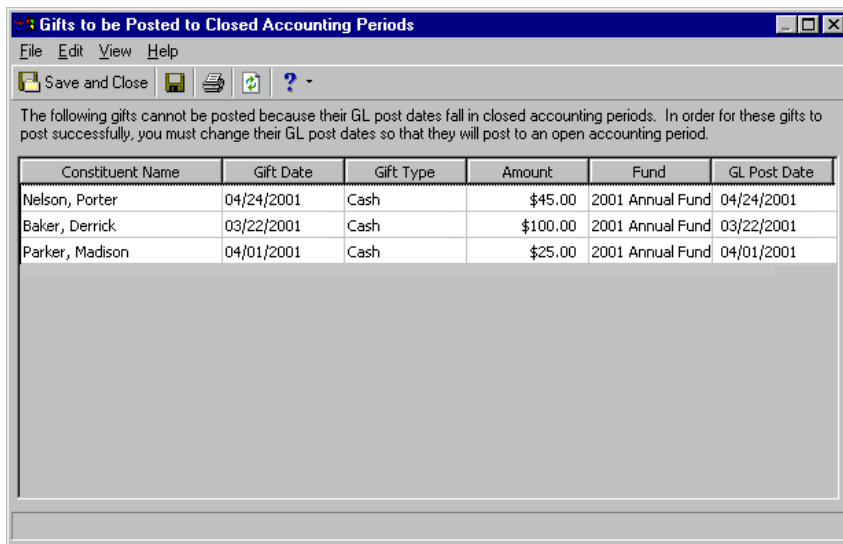 Gifts to be Posted to Closed Accounting Periods
File Edit View Help
Save and Close ?
The following gifts cannot be posted because their GL post dates fall in closed accounting periods. In order for these gifts to
post successfully, you must change their GL post dates so that they will post to an open accounting period.
Constituent Name Gift Date Gift Type Amount Fund GL Post Date
Nelson, Porter 04/24/2001 Cash $45.00 2001 Annual Fund 04/24/2001
Baker, Derrick 03/22/2001 Cash $100.00 2001 Annual Fund 03/22/2001
Parker, Madison 04/01/2001 Cash $25.00 2001 Annual Fund 04/01/2001